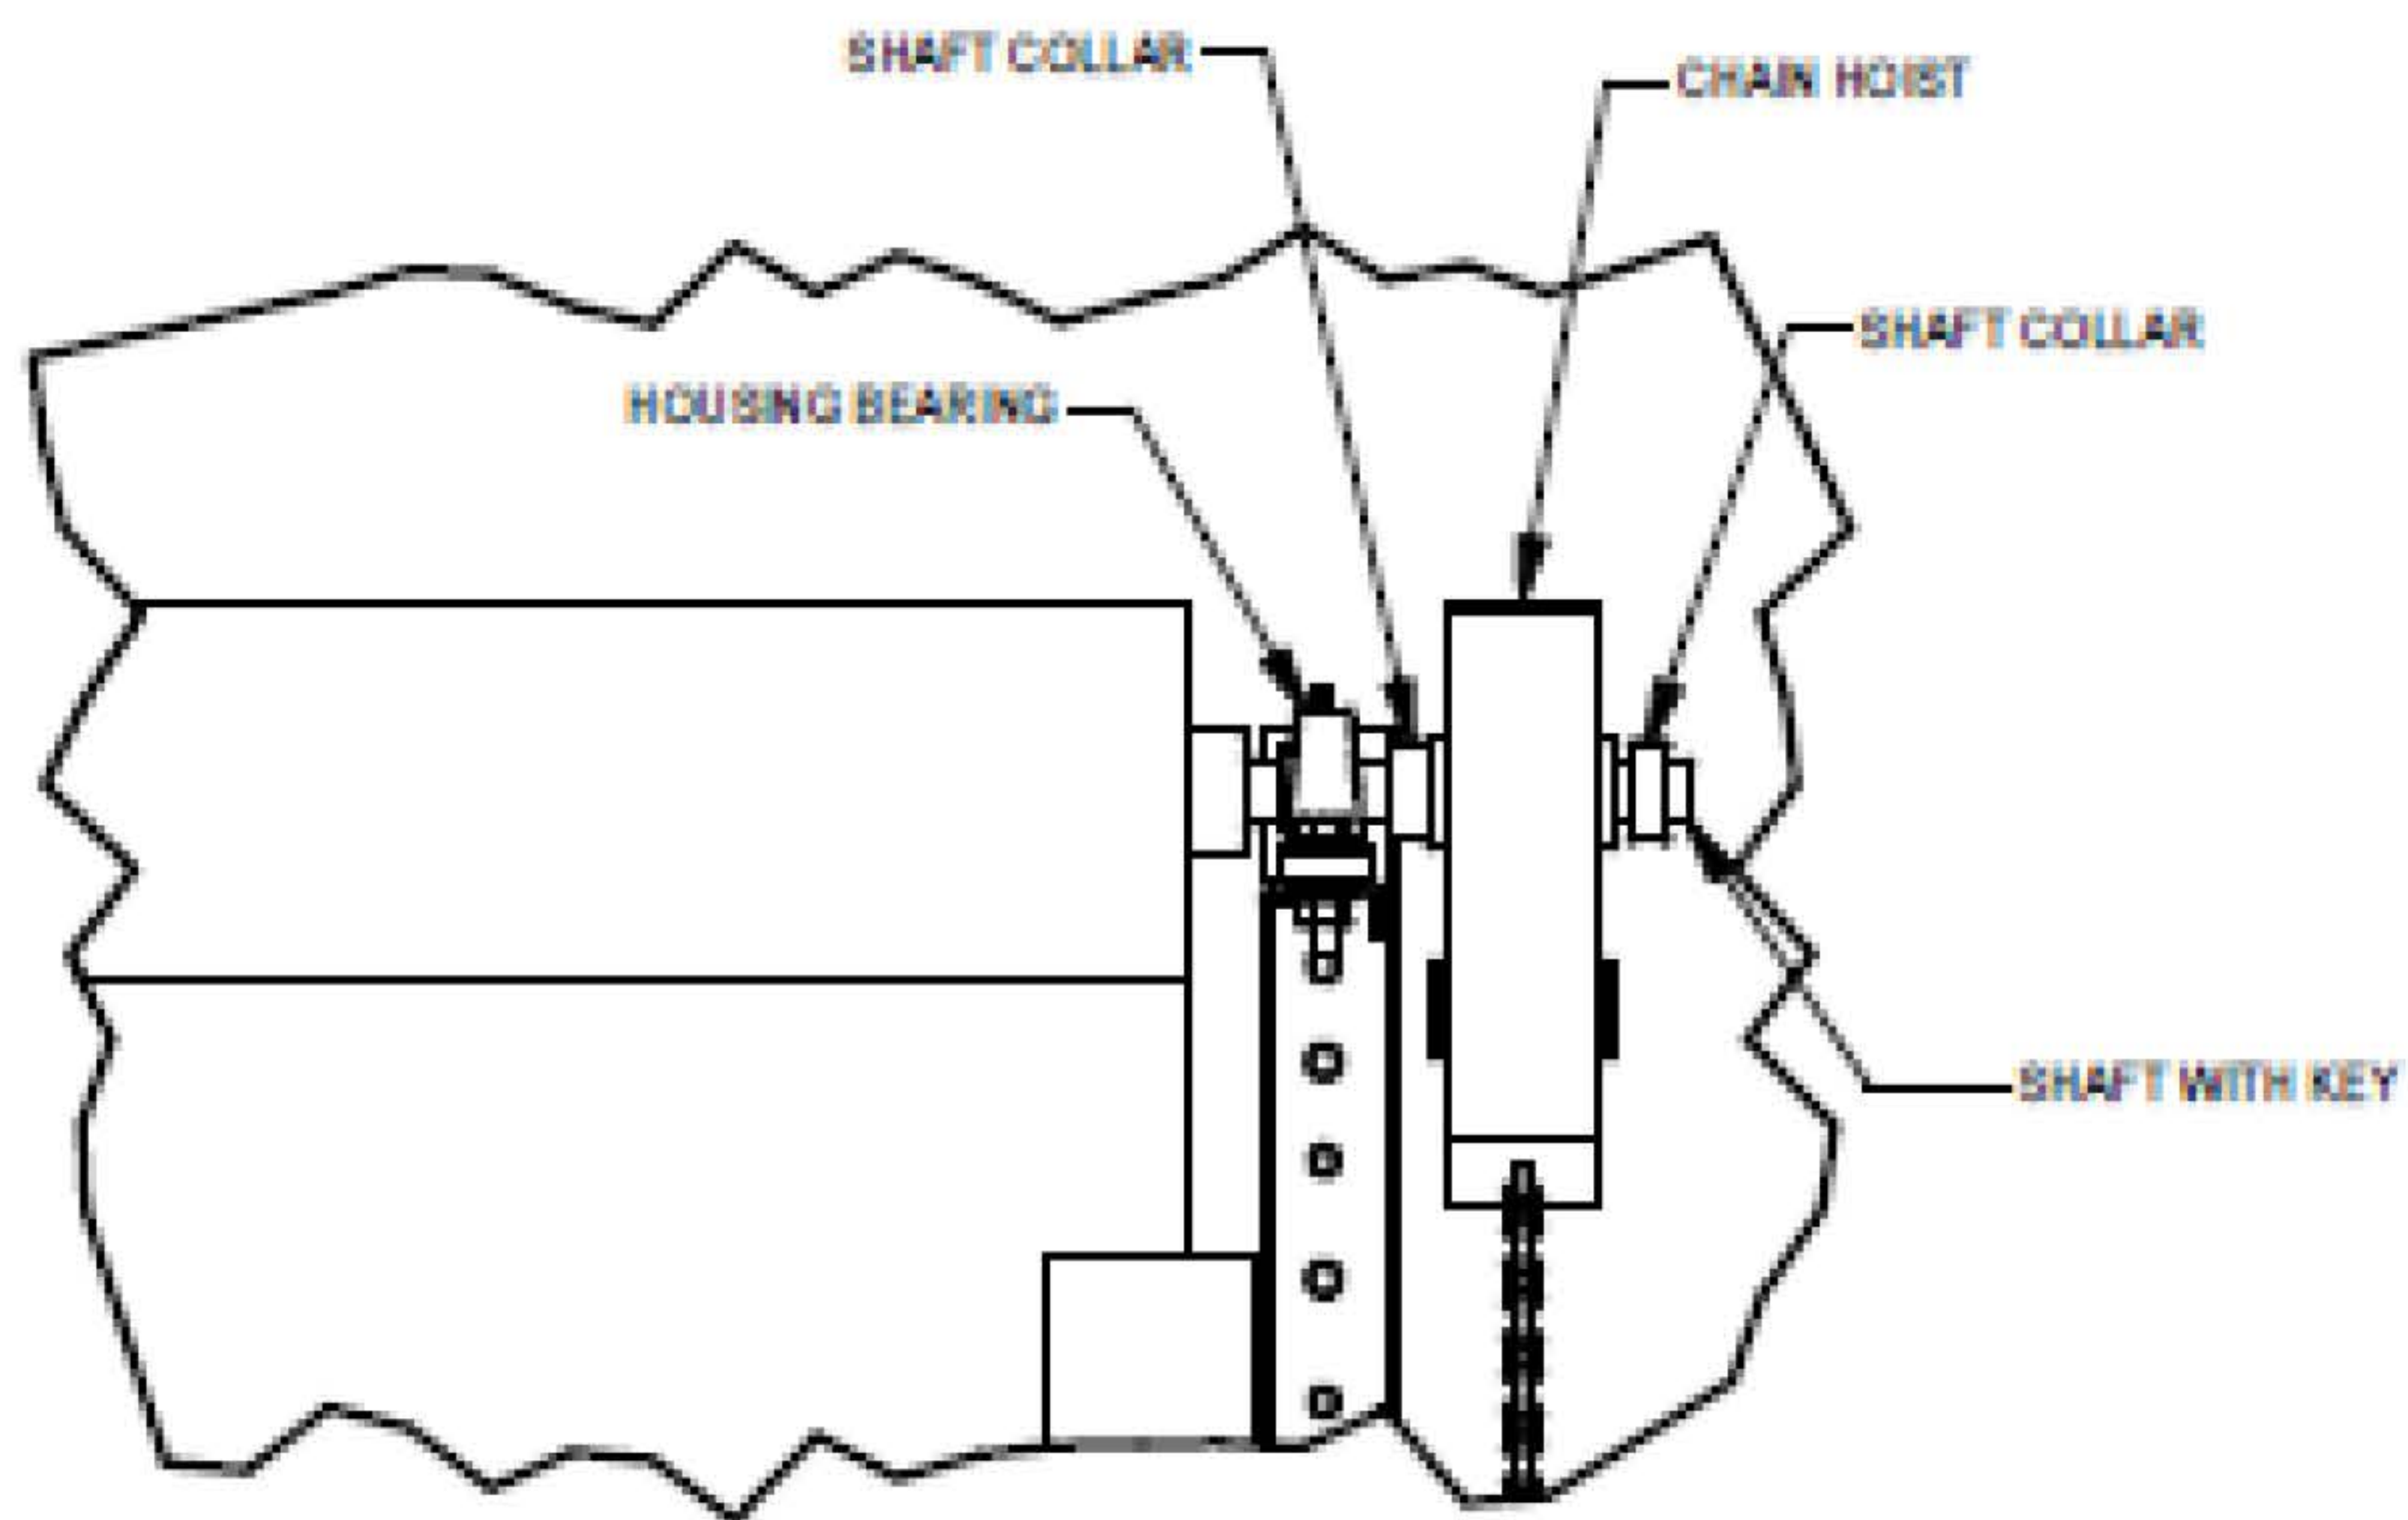 SHAFT COLLAR
CHAIN HOIST
SHAFT COLLAR
HOUSING BEARING
SHAFT WITH KEY